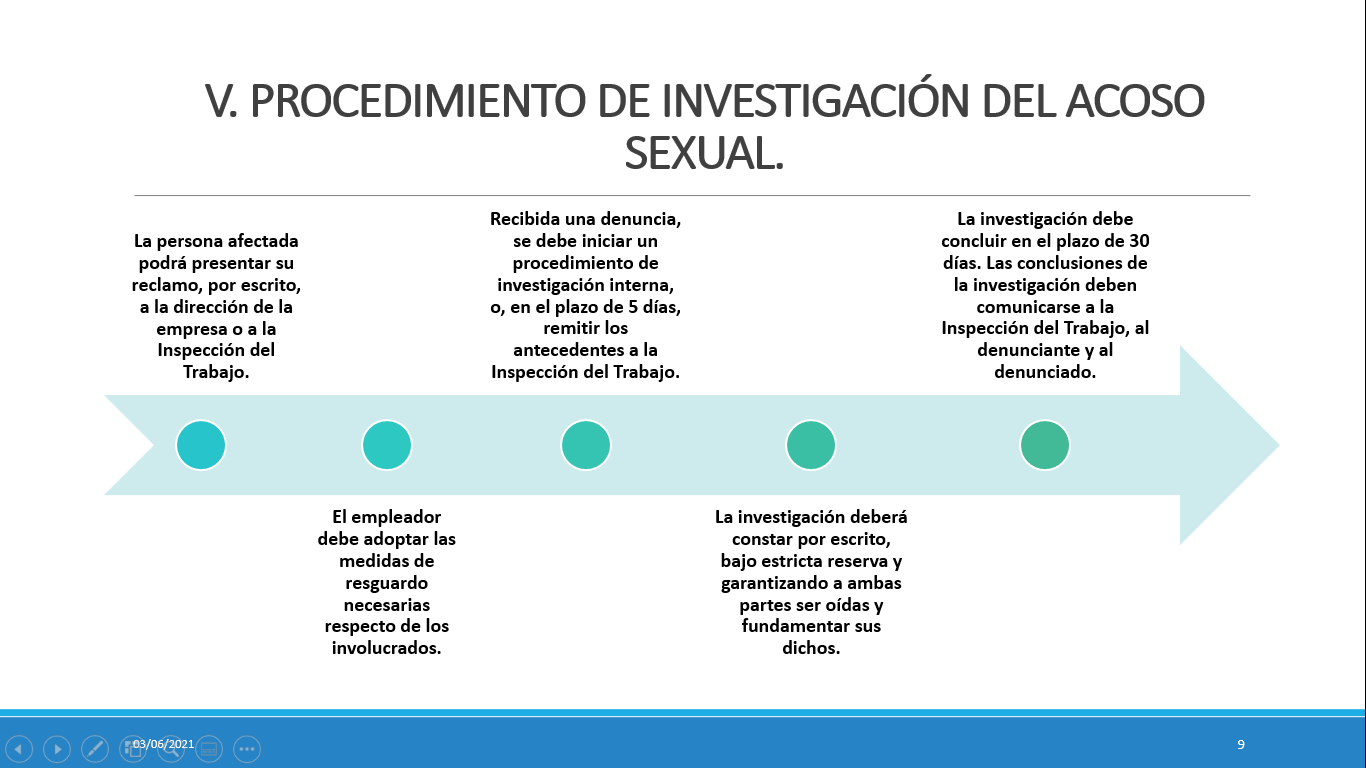 V. PROCEDIMIENTO DE INVESTIGACIÓN DEL ACOSO
SEXUAL.
La persona afectada
podrá presentar su
reclamo, por escrito,
a la dirección de la
empresa o a la
Inspección del
Trabajo.
El empleador
debe adoptar las
medidas de
resguardo
necesarias
respecto de los
involucrados.
Recibida una denuncia,
se debe iniciar un
procedimiento de
investigación interna,
o, en el plazo de 5 días,
remitir los
antecedentes a la
Inspección del Trabajo.
La investigación deberá
constar por escrito,
bajo estricta reserva y
garantizando a ambas
partes ser oídas y
fundamentar sus
dichos.
La investigación debe
concluir en el plazo de 30
días. Las conclusiones de
la investigación deben
comunicarse a la
Inspección del Trabajo, al
denunciante y al
denunciado.
03/06/2021
9